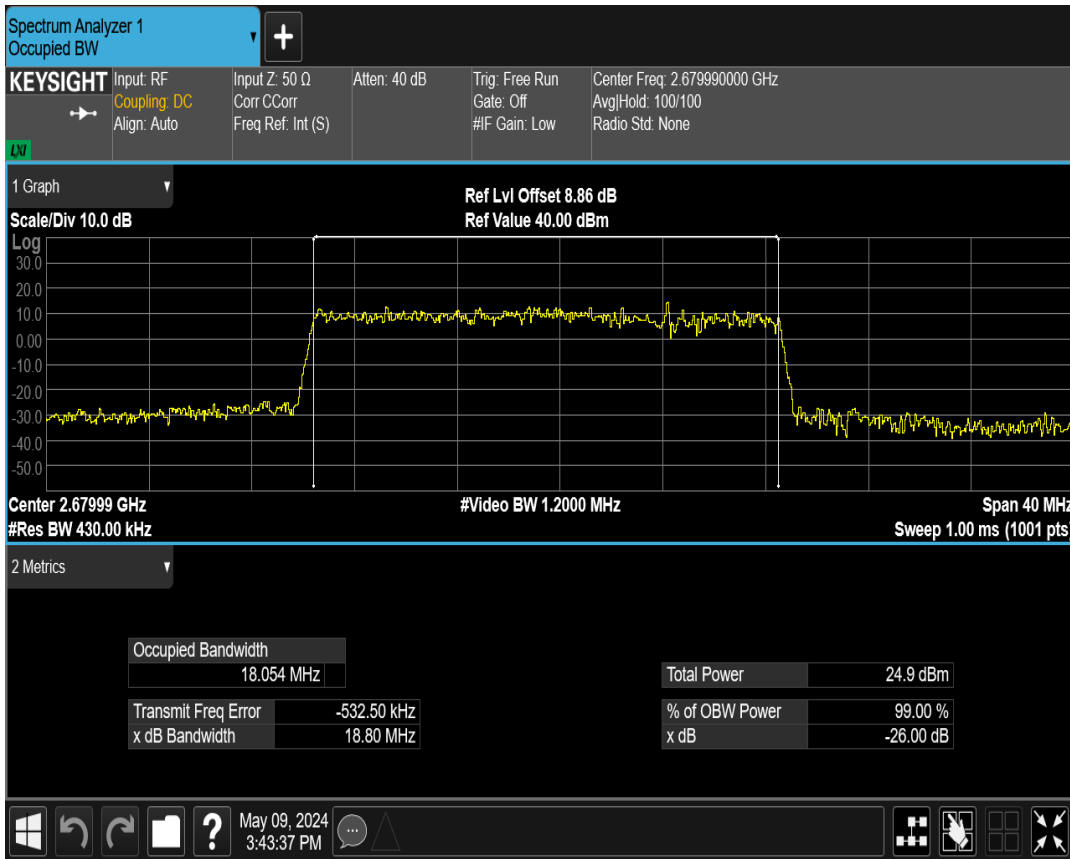 Spectrum Analyzer 1
Occupied BW
+
KEYSIGHT
LXI
Input: RF
Coupling: DC
Align: Auto
Input Z: 50 Ω
Corr CCorr
Freq Ref: Int (S)
Atten: 40 dB
Trig: Free Run
Gate: Off
#IF Gain: Low
Center Freq: 2.679990000 GHz
Avg|Hold: 100/100
Radio Std: None
1 Graph
Scale/Div 10.0 dB
Ref Lvl Offset 8.86 dB
Ref Value 40.00 dBm
Log
30.0
20.0
10.0
0.00
-10.0
-20.0
-30.0
-40.0
-50.0
Center 2.67999 GHz
#Video BW 1.2000 MHz
Span 40 MHz
#Res BW 430.00 kHz
Sweep 1.00 ms (1001 pts)
2 Metrics
Occupied Bandwidth
18.054 MHz
Total Power 24.9 dBm
Transmit Freq Error -532.50 kHz
% of OBW Power 99.00 %
x dB Bandwidth 18.80 MHz
x dB -26.00 dB
?
May 09, 2024
3:43:37 PM